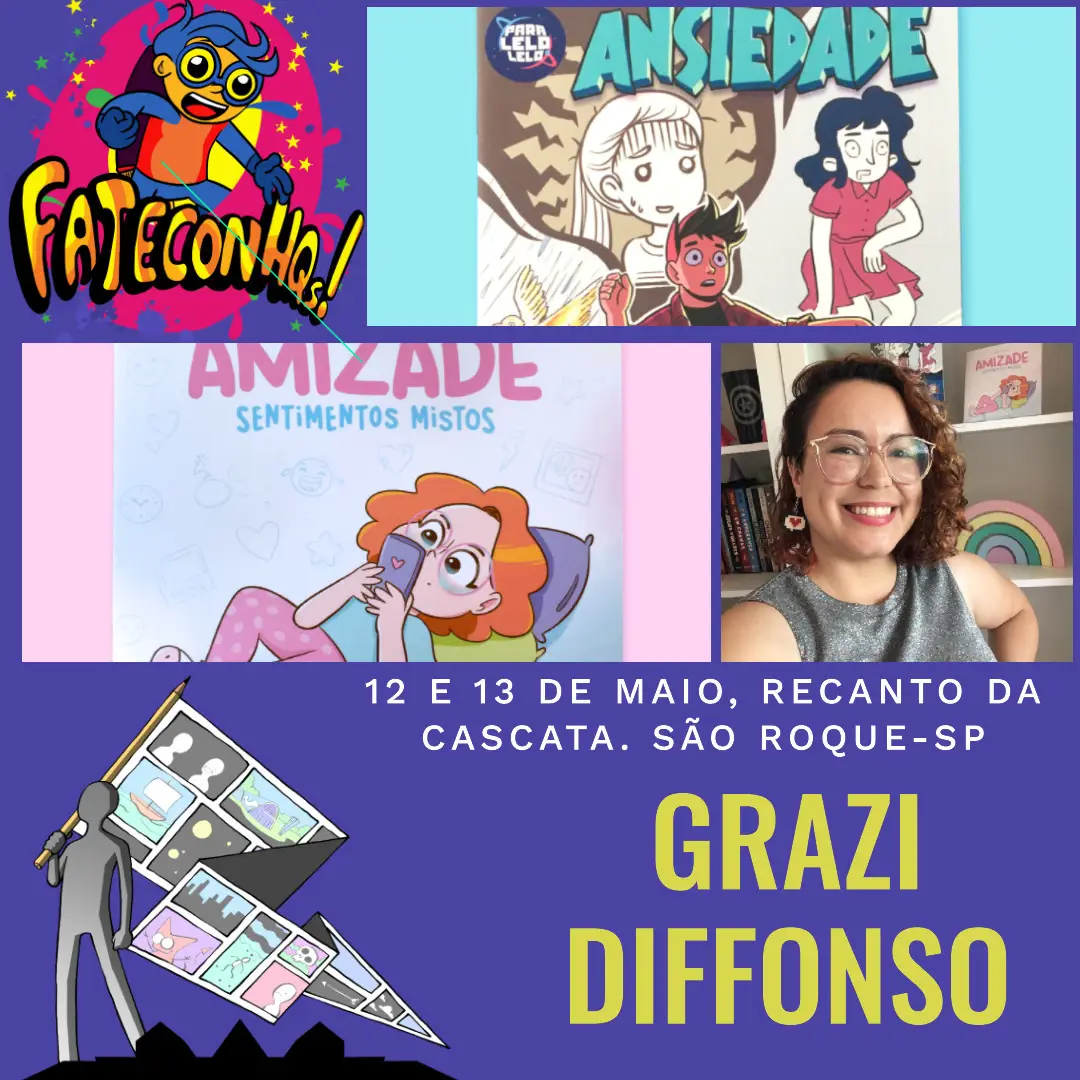 FATECONHQs!
PARA
LELO
LELO
ANSIEDADE
AMIZADE
SENTIMENTOS MISTOS
AMIZADE
12 E 13 DE MAIO, RECANTO DA
CASCATA. SÃO ROQUE-SP
GRAZI
DIFFONSO